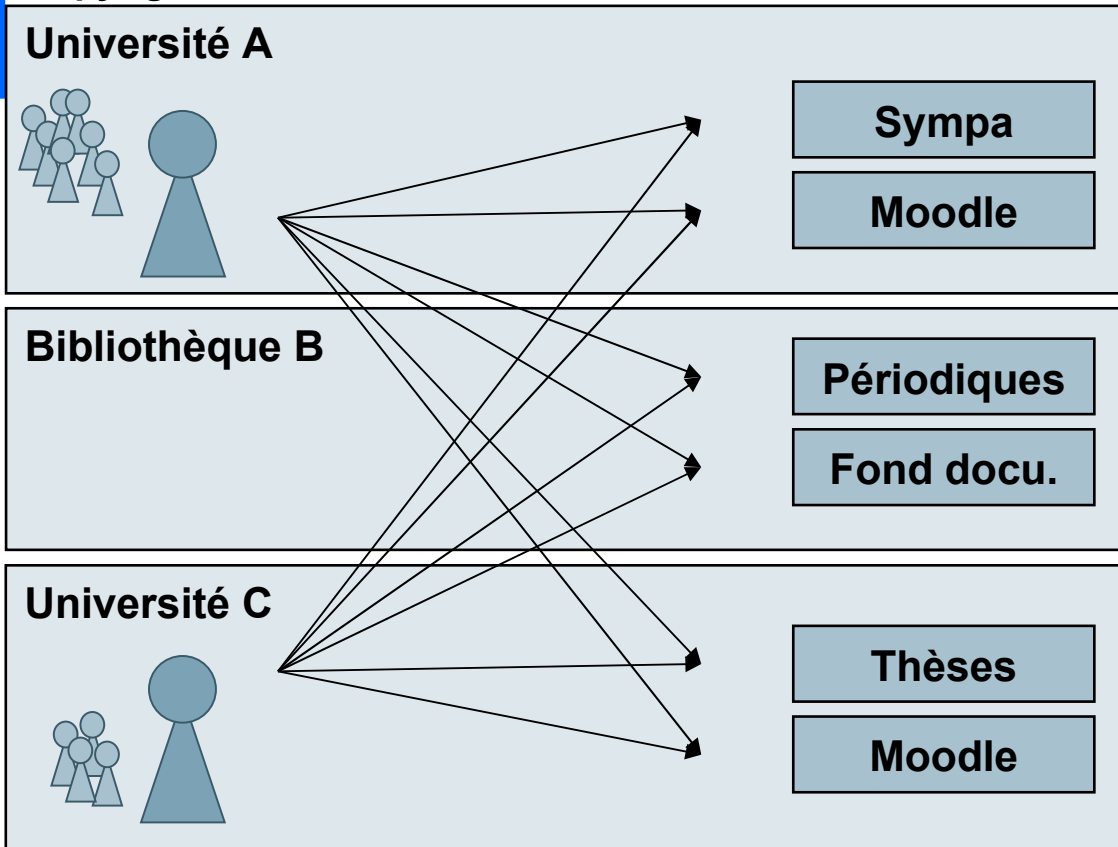 Université A
Sympa
Moodle
Bibliothèque B
Périodiques
Fond docu.
Université C
Thèses
Moodle